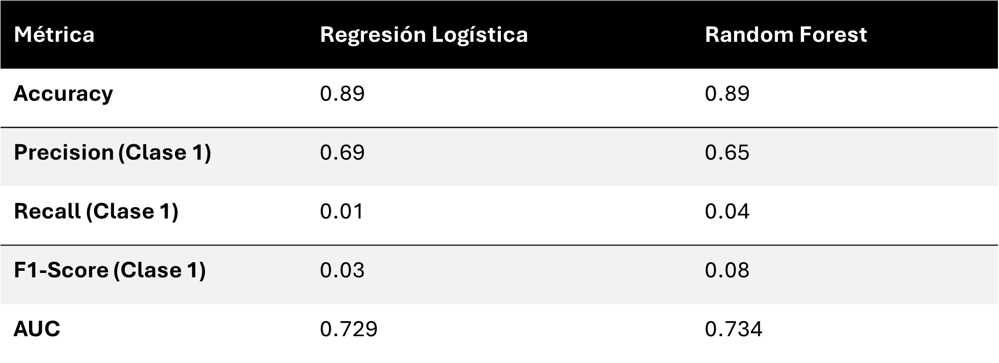 Métrica Regresión Logística Random Forest
Accuracy 0.89 0.89
Precision (Clase 1) 0.69 0.65
Recall (Clase 1) 0.01 0.04
F1-Score (Clase 1) 0.03 0.08
AUC 0.729 0.734